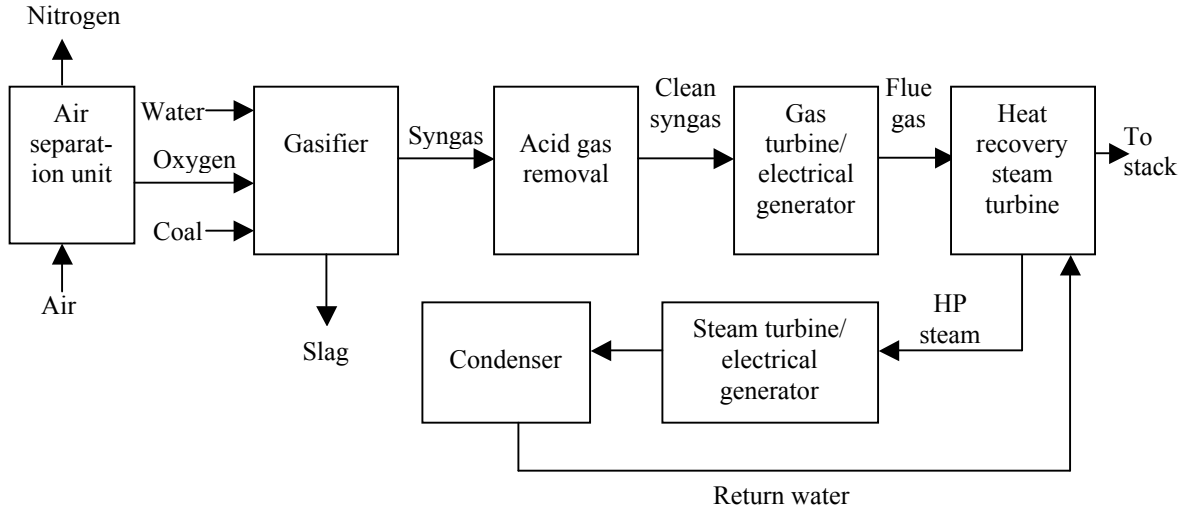 Nitrogen
Air
separat-
ion unit
Air
Water
Oxygen
Coal
Gasifier
Slag
Syngas
Acid gas
removal
Clean
syngas
Gas
turbine/
electrical
generator
Flue
gas
Heat
recovery
steam
turbine
To
stack
HP
steam
Steam turbine/
electrical
generator
Condenser
Return water